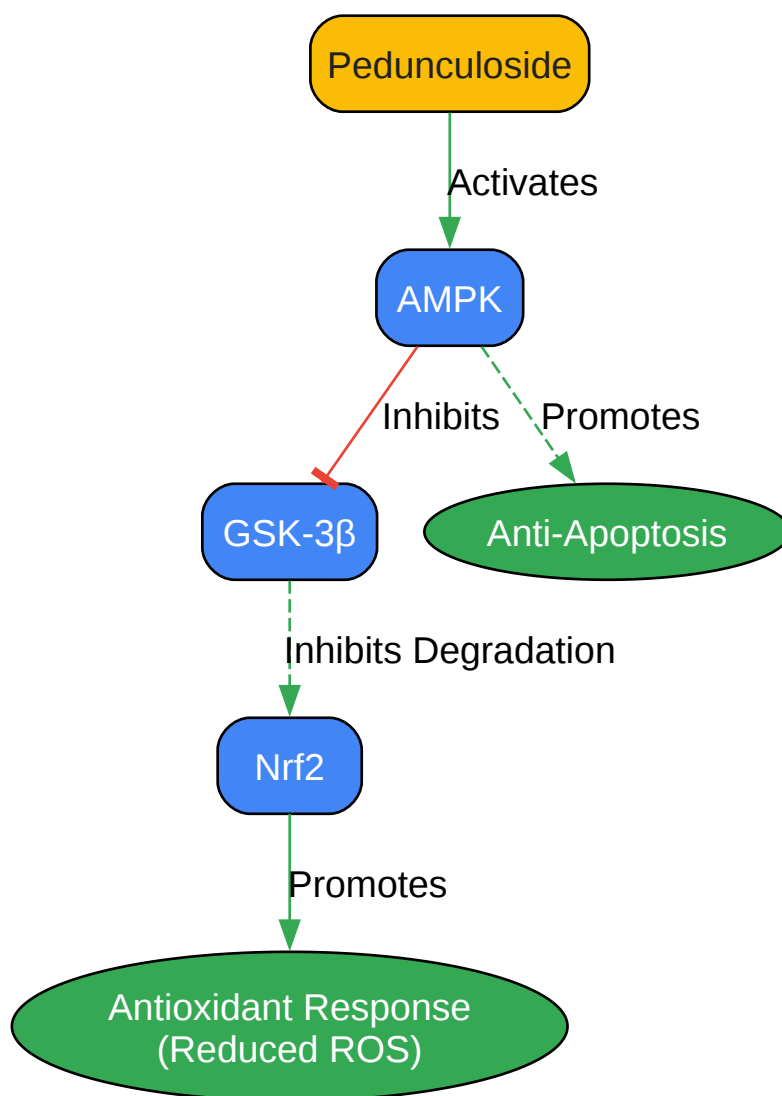 Pedunculoside
Activates
AMPK
Inhibits
Promotes
GSK-3β
Anti-Apoptosis
Inhibits Degradation
Nrf2
Promotes
Antioxidant Response
(Reduced ROS)